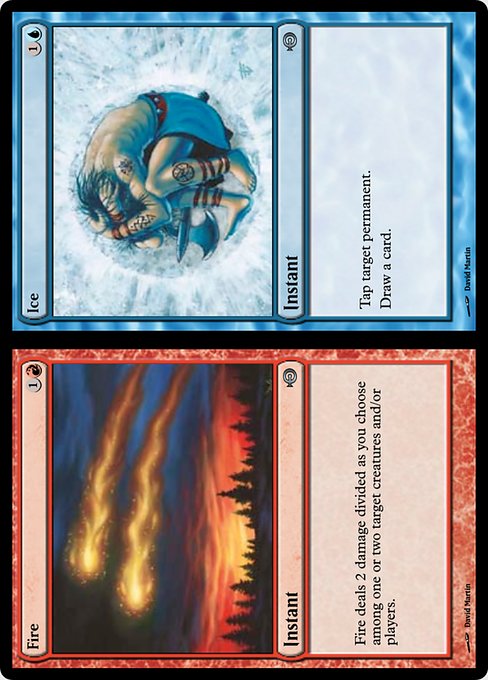 Fire 1
Instant
Fire deals 2 damage divided as you choose
among one or two target creatures and/or
players.
David Martin
Ice 1
Instant
Tap target permanent.
Draw a card.
David Martin